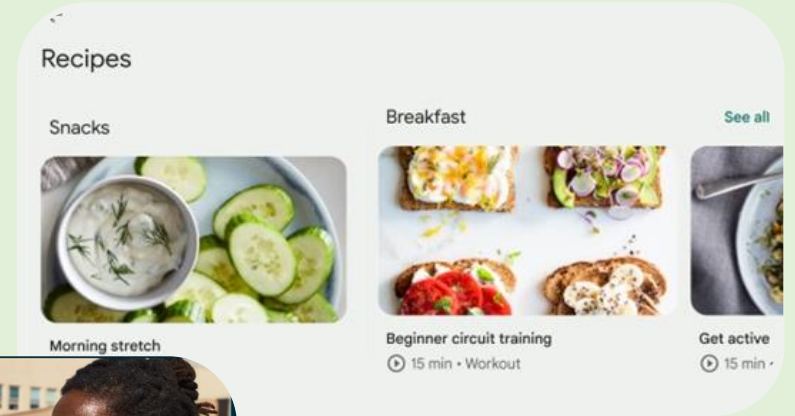 Recipes
Snacks
Breakfast
See all
Morning stretch
Beginner circuit training
15 min • Workout
Get active
15 min •